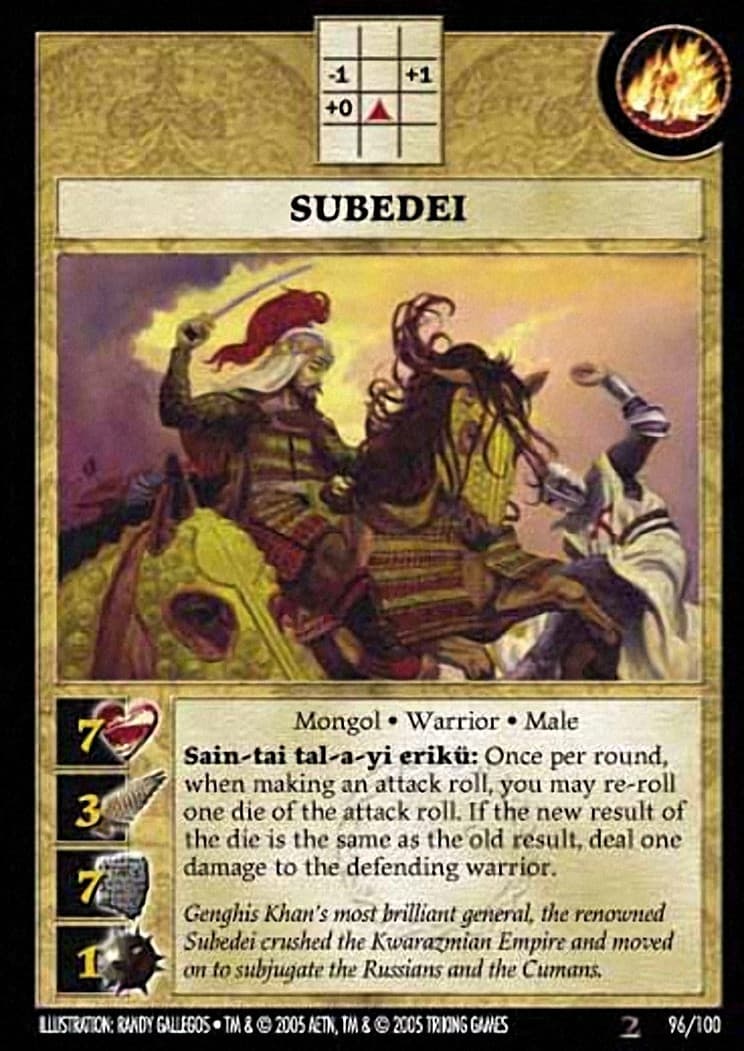 -1 +1
+0
SUBEDEI
7
3
7
1
Mongol • Warrior • Male
Sain-tai tal-a-yi erikü: Once per round,
when making an attack roll, you may re-roll
one die of the attack roll. If the new result of
the die is the same as the old result, deal one
damage to the defending warrior.
Genghis Khan's most brilliant general, the renowned
Subedei crushed the Kwarazmian Empire and moved
on to subjugate the Russians and the Cumans.
ILLUSTRATION: RANDY GALLEGOS • TM & © 2005 AETN, TM & © 2005 TRIKING GAMES 2 96/100